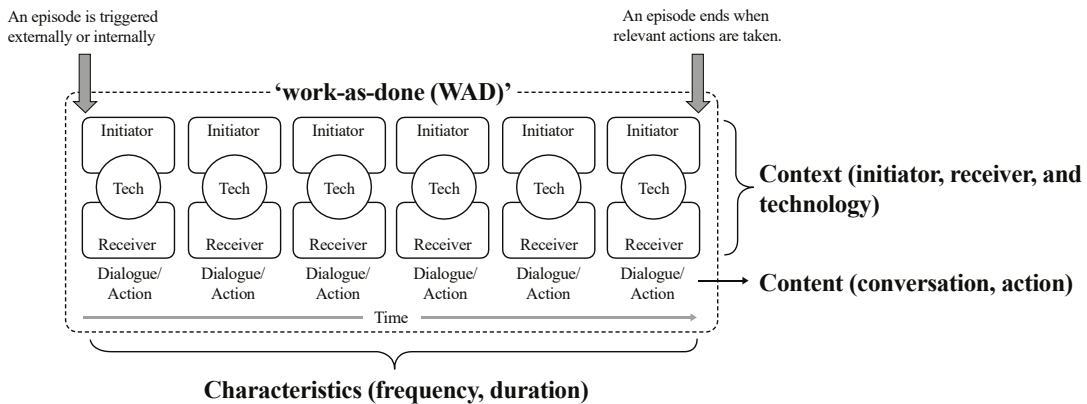 An episode is triggered
externally or internally
An episode ends when
relevant actions are taken.
‘work-as-done (WAD)’
Initiator Initiator Initiator Initiator Initiator Initiator
Tech Tech Tech Tech Tech Tech
Receiver Receiver Receiver Receiver Receiver Receiver
Dialogue/ Dialogue/ Dialogue/ Dialogue/ Dialogue/ Dialogue/
Action Action Action Action Action Action
Time
Context (initiator, receiver, and
technology)
Content (conversation, action)
Characteristics (frequency, duration)